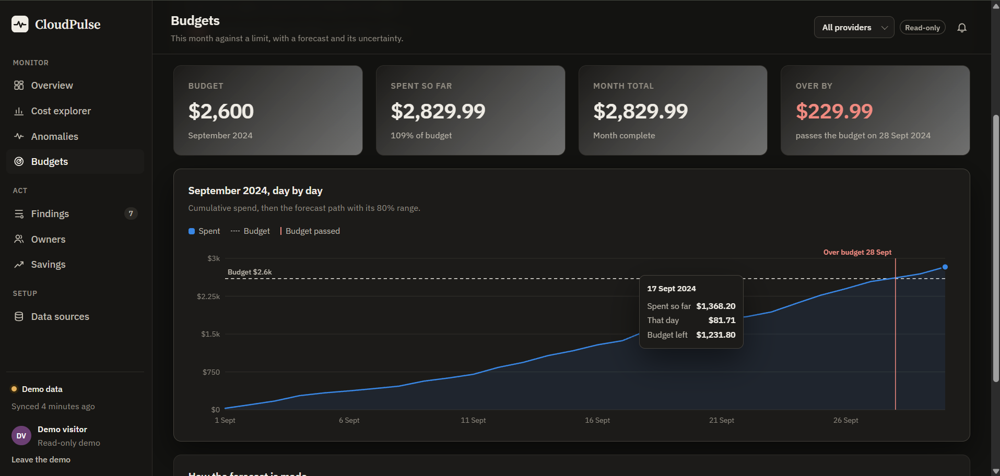 CloudPulse
MONITOR
Overview
Cost explorer
Anomalies
Budgets
ACT
Findings 7
Owners
Savings
SETUP
Data sources
Demo data
Synced 4 minutes ago
DV
Demo visitor
Read-only demo
Leave the demo
Budgets
This month against a limit, with a forecast and its uncertainty.
All providers
Read-only
BUDGET
$2,600
September 2024
SPENT SO FAR
$2,829.99
109% of budget
MONTH TOTAL
$2,829.99
Month complete
OVER BY
$229.99
passes the budget on 28 Sept 2024
September 2024, day by day
Cumulative spend, then the forecast path with its 80% range.
Spent Budget Budget passed
Over budget 28 Sept
$3k
Budget $2.6k
$2.25k
$1.5k
$750
$0
17 Sept 2024
Spent so far $1,368.20
That day $81.71
Budget left $1,231.80
1 Sept 6 Sept 11 Sept 16 Sept 21 Sept 26 Sept
How the forecast is made